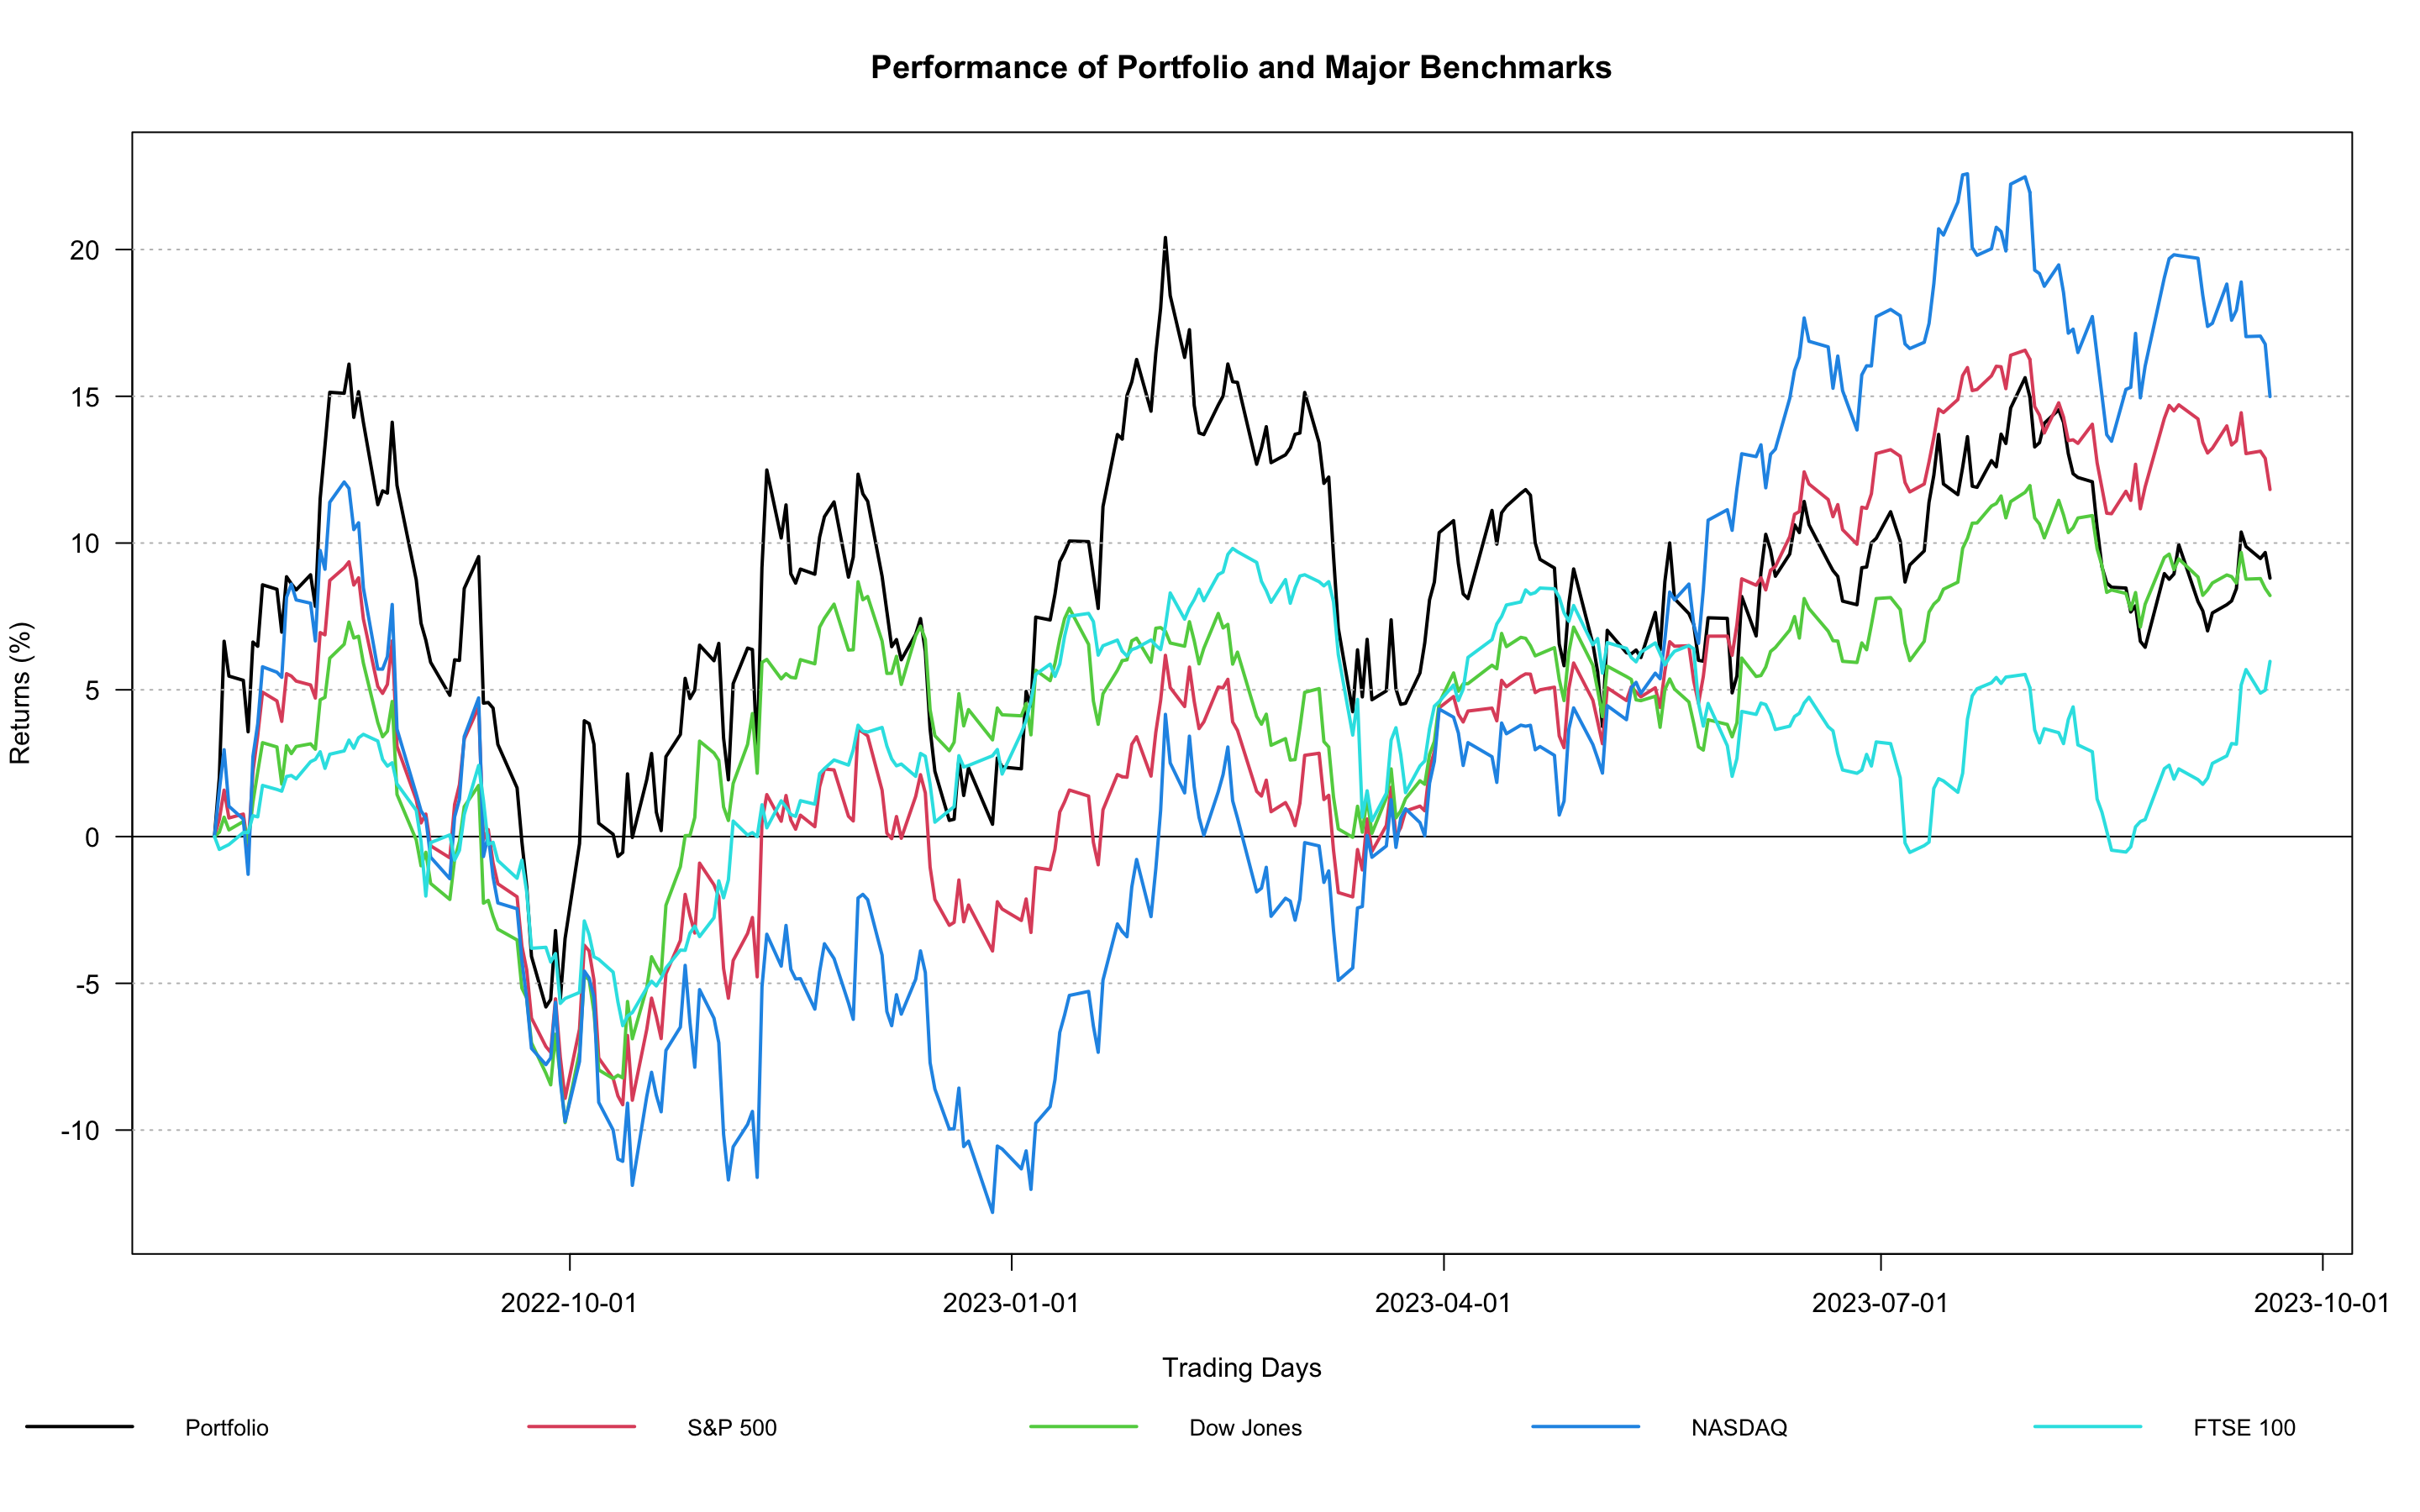 Performance of Portfolio and Major Benchmarks
Returns (%)
20
15
10
5
0
-5
-10
2022-10-01 2023-01-01 2023-04-01 2023-07-01 2023-10-01
Trading Days
Portfolio S&P 500 Dow Jones NASDAQ FTSE 100